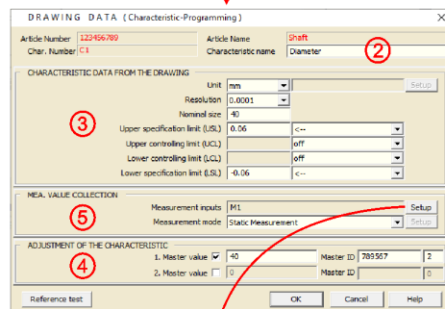 DRAWING DATA (Characteristic-Programming)
Article Number 123456789 Article Name Shaft
Char. Number C1 Characteristic name Diameter
②
CHARACTERISTIC DATA FROM THE DRAWING
Unit mm Setup
Resolution 0.0001
Nominal size 40
③
Upper specification limit (USL) 0.06 <--
Upper controlling limit (UCL) off
Lower controlling limit (LCL) off
Lower specification limit (LSL) -0.06 <--
MEA. VALUE COLLECTION
⑤
Measurement inputs M1 Setup
Measurement mode Static Measurement Setup
ADJUSTMENT OF THE CHARACTERISTIC
④
1. Master value 40 Master ID 789567 2
2. Master value 0 Master ID 0
Reference test OK Cancel Help